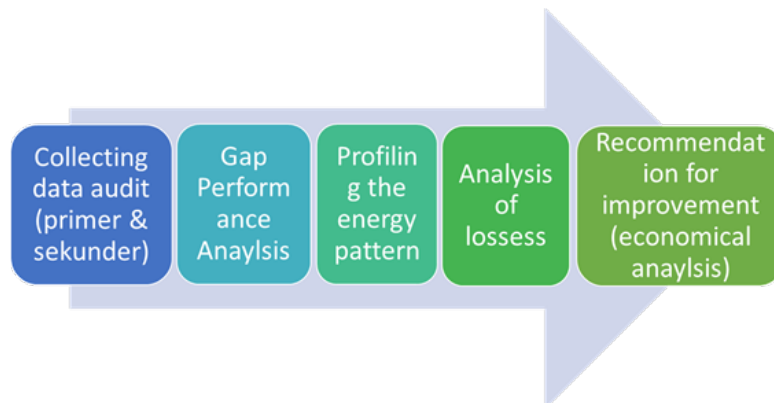 Collecting
data audit
(primer &
sekunder)
Gap
Perform
ance
Anaylsis
Profilin
g the
energy
pattern
Analysis
of
lossess
Recommendat
ion for
improvement
(economical
anaylsis)